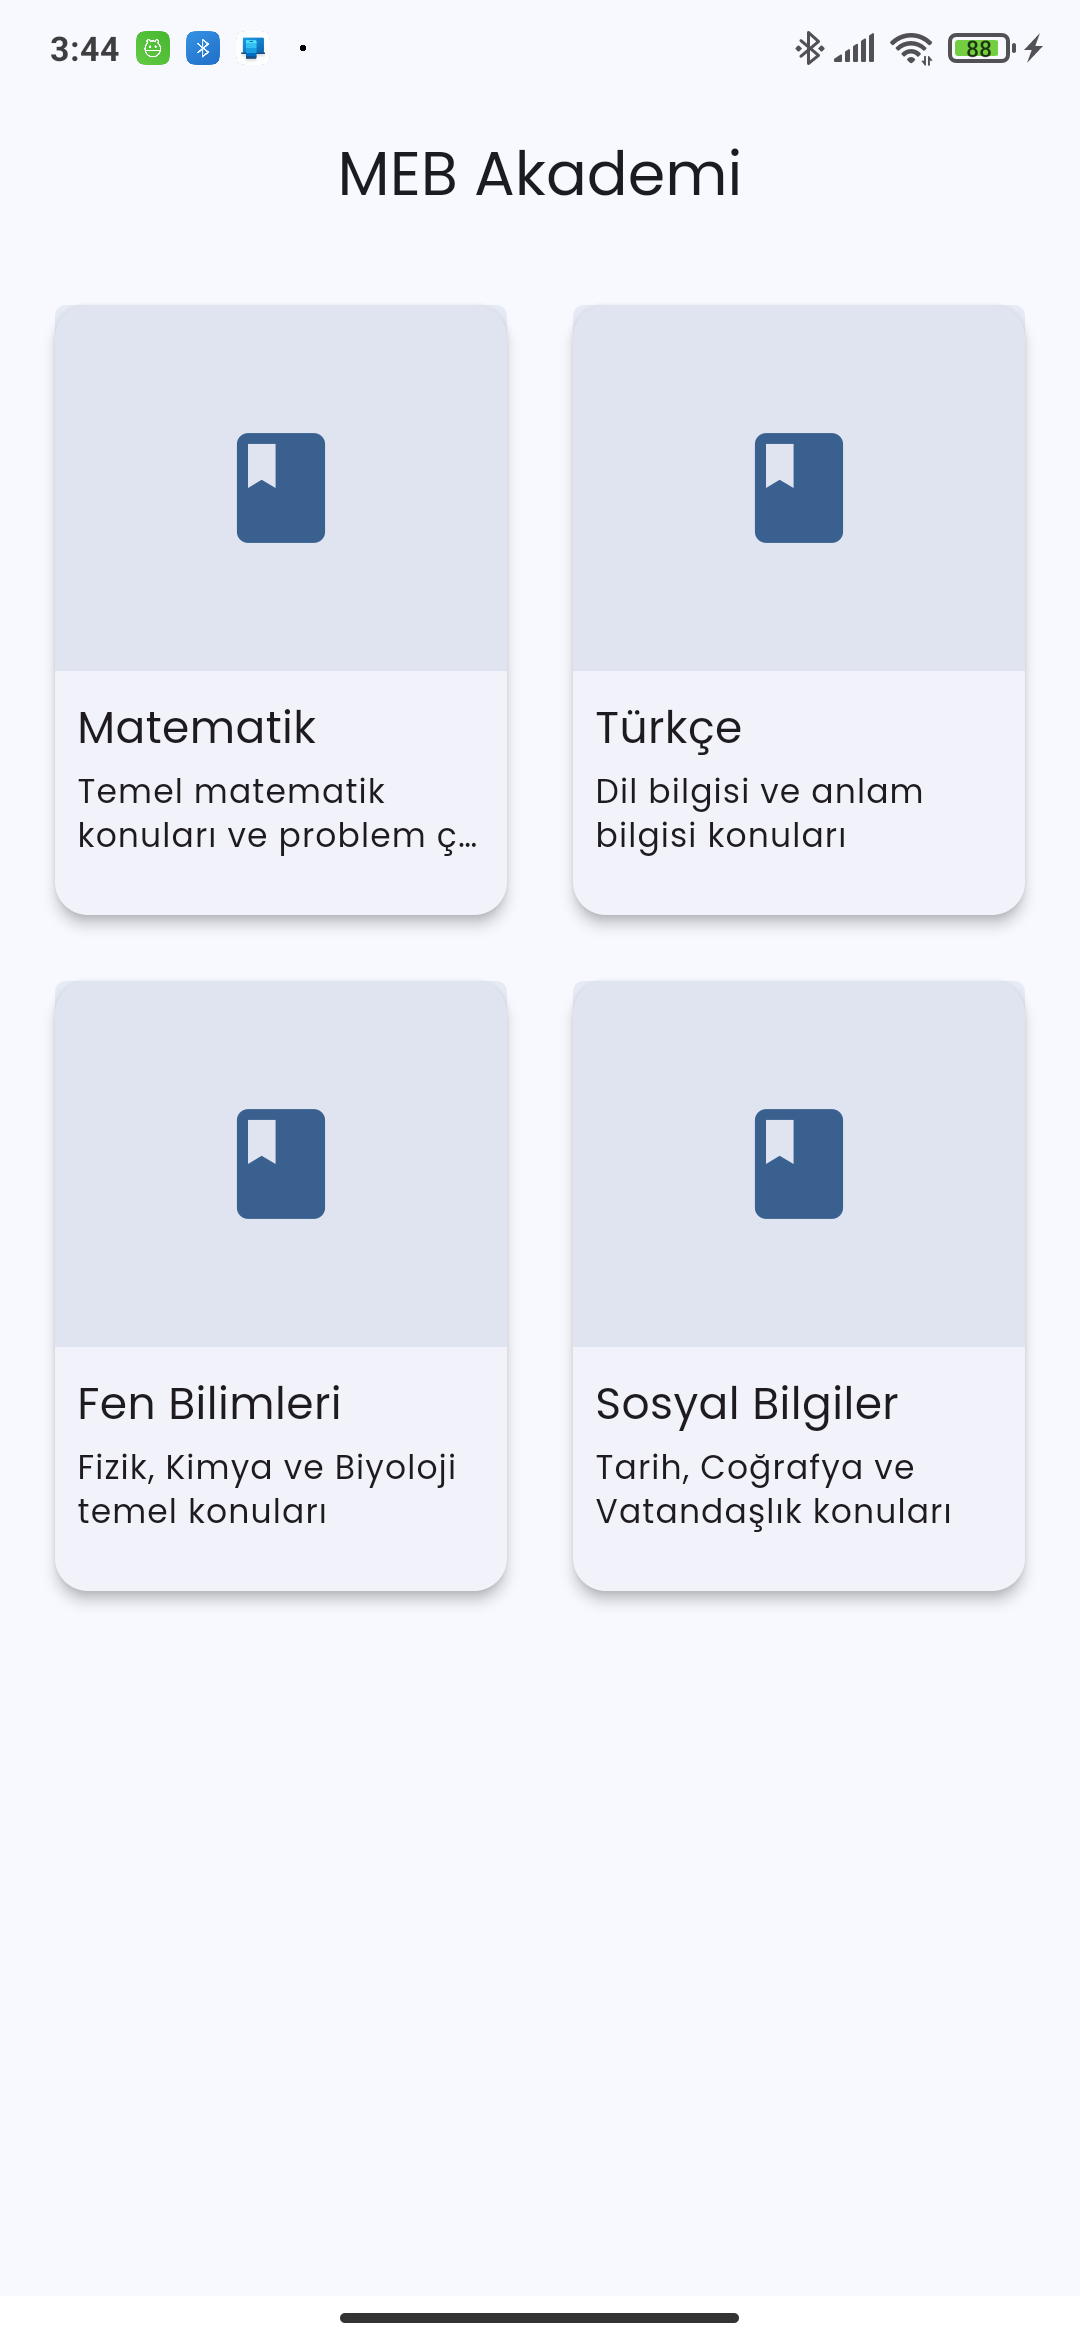 3:44
88
MEB Akademi
Matematik
Temel matematik
konuları ve problem ç...
Türkçe
Dil bilgisi ve anlam
bilgisi konuları
Fen Bilimleri
Fizik, Kimya ve Biyoloji
temel konuları
Sosyal Bilgiler
Tarih, Coğrafya ve
Vatandaşlık konuları